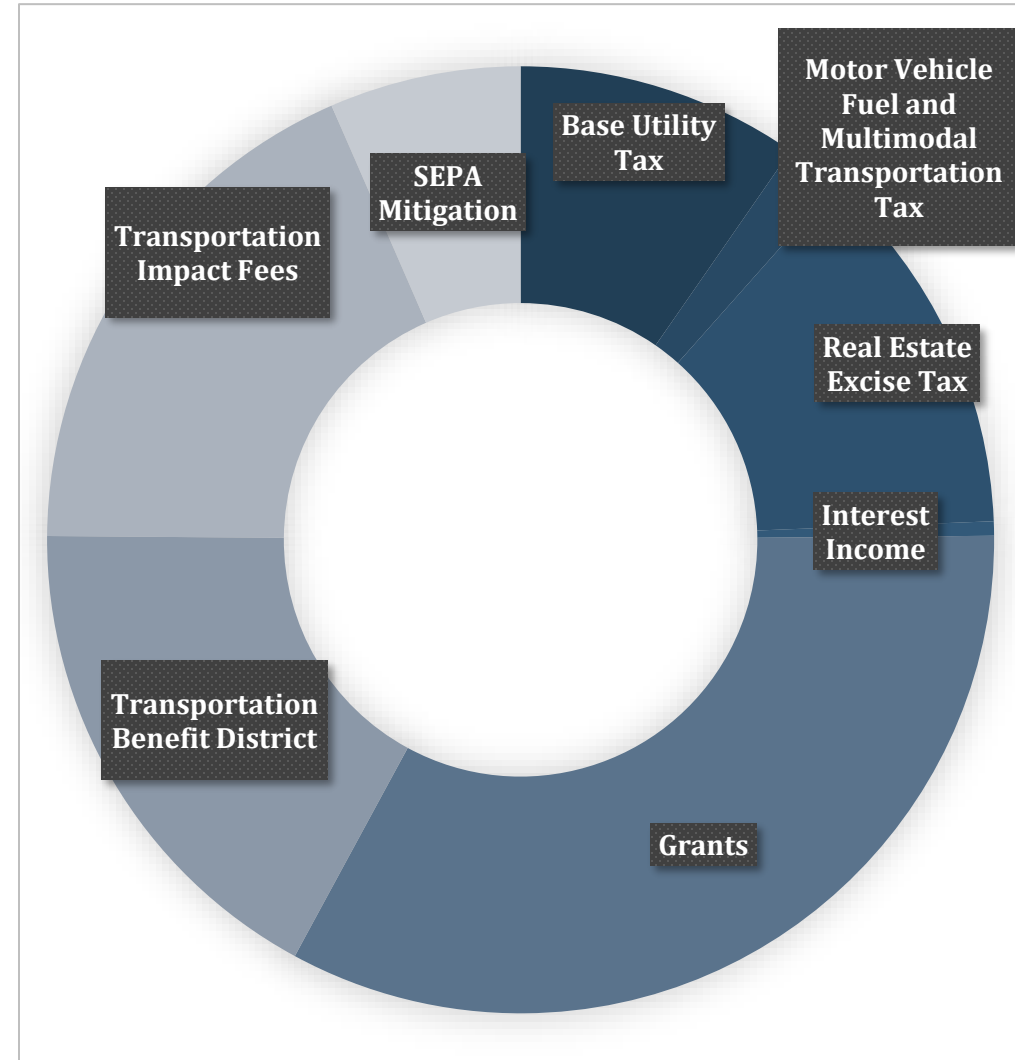 Motor Vehicle
Fuel and
Multimodal
Transportation
Tax
Base Utility
Tax
SEPA
Mitigation
Transportation
Impact Fees
Real Estate
Excise Tax
Interest
Income
Transportation
Benefit District
Grants